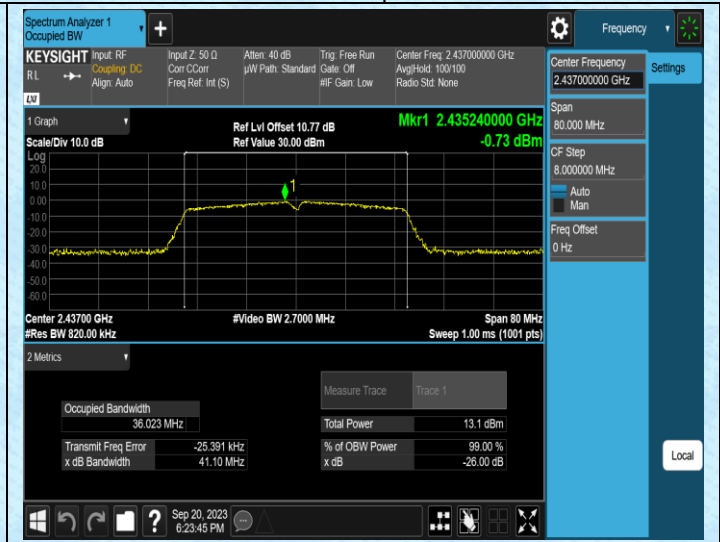 Spectrum Analyzer 1
Occupied BW
Frequency
KEYSIGHT
RL
LXI
Input: RF
Coupling: DC
Align: Auto
Input Z: 50 Ω
Corr CCorr
Freq Ref: Int (S)
Atten: 40 dB
µW Path: Standard
Trig: Free Run
Gate: Off
#IF Gain: Low
Center Freq: 2.437000000 GHz
Avg|Hold: 100/100
Radio Std: None
Center Frequency
2.437000000 GHz
Settings
Span
80.000 MHz
CF Step
8.000000 MHz
Auto
Man
Freq Offset
0 Hz
1 Graph
Scale/Div 10.0 dB
Ref Lvl Offset 10.77 dB
Ref Value 30.00 dBm
Mkr1 2.435240000 GHz
-0.73 dBm
Log
20.0
10.0
0.00
-10.0
-20.0
-30.0
-40.0
-50.0
-60.0
1
Center 2.43700 GHz
#Res BW 820.00 kHz
#Video BW 2.7000 MHz
Span 80 MHz
Sweep 1.00 ms (1001 pts)
2 Metrics
Measure Trace
Trace 1
Occupied Bandwidth
36.023 MHz
Total Power
13.1 dBm
Transmit Freq Error
-25.391 kHz
% of OBW Power
99.00 %
x dB Bandwidth
41.10 MHz
x dB
-26.00 dB
Local
Sep 20, 2023
6:23:45 PM